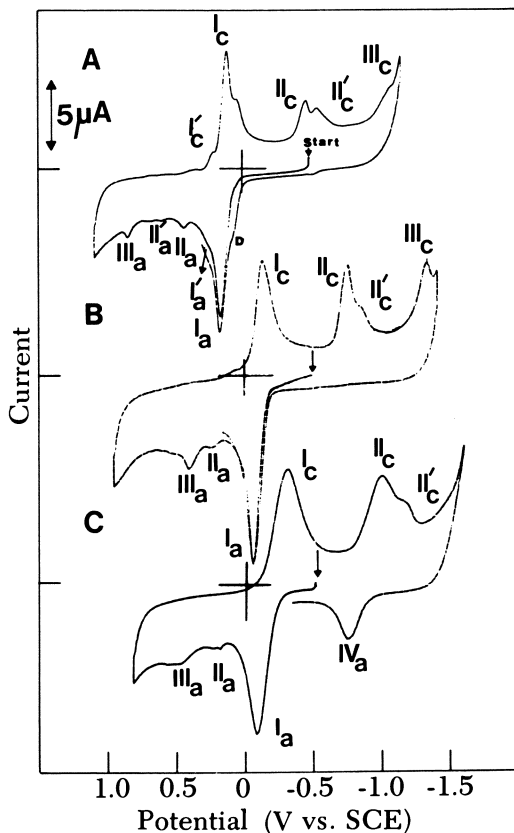 A
5μA
I'c
Ic
IIc
II'c
IIIc
Start
D
IIIa
II'a
IIa
I'a
Ia
B
Ic
IIc
II'c
IIIc
IIIa
IIa
Ia
C
Ic
IIc
II'c
IIIa
IIa
Ia
IVa
Current
1.0 0.5 0 -0.5 -1.0 -1.5
Potential (V vs. SCE)